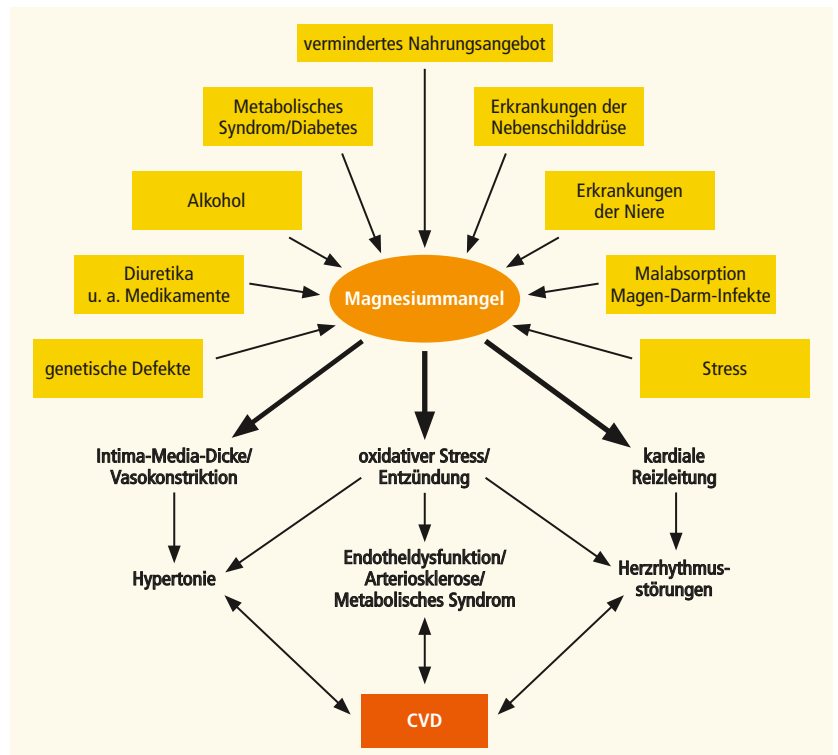 vermindertes Nahrungsangebot
Metabolisches
Syndrom/Diabetes
Erkrankungen der
Nebenschilddrüse
Alkohol
Erkrankungen
der Niere
Diuretika
u. a. Medikamente
Magnesiummangel
Malabsorption
Magen-Darm-Infekte
genetische Defekte
Stress
Intima-Media-Dicke/
Vasokonstriktion
oxidativer Stress/
Entzündung
kardiale
Reizleitung
Hypertonie
Endotheldysfunktion/
Arteriosklerose/
Metabolisches Syndrom
Herzrhythmus-
störungen
CVD